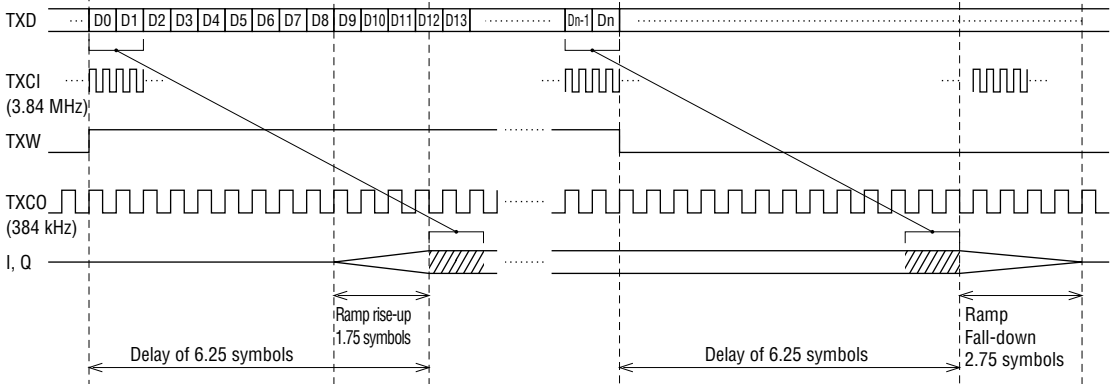 TXD D0 D1 D2 D3 D4 D5 D6 D7 D8 D9 D10 D11 D12 D13 Dn-1 Dn
TXCI
(3.84 MHz)
TXW
TXCO
(384 kHz)
I, Q
Ramp rise-up
1.75 symbols
Ramp
Fall-down
2.75 symbols
Delay of 6.25 symbols
Delay of 6.25 symbols